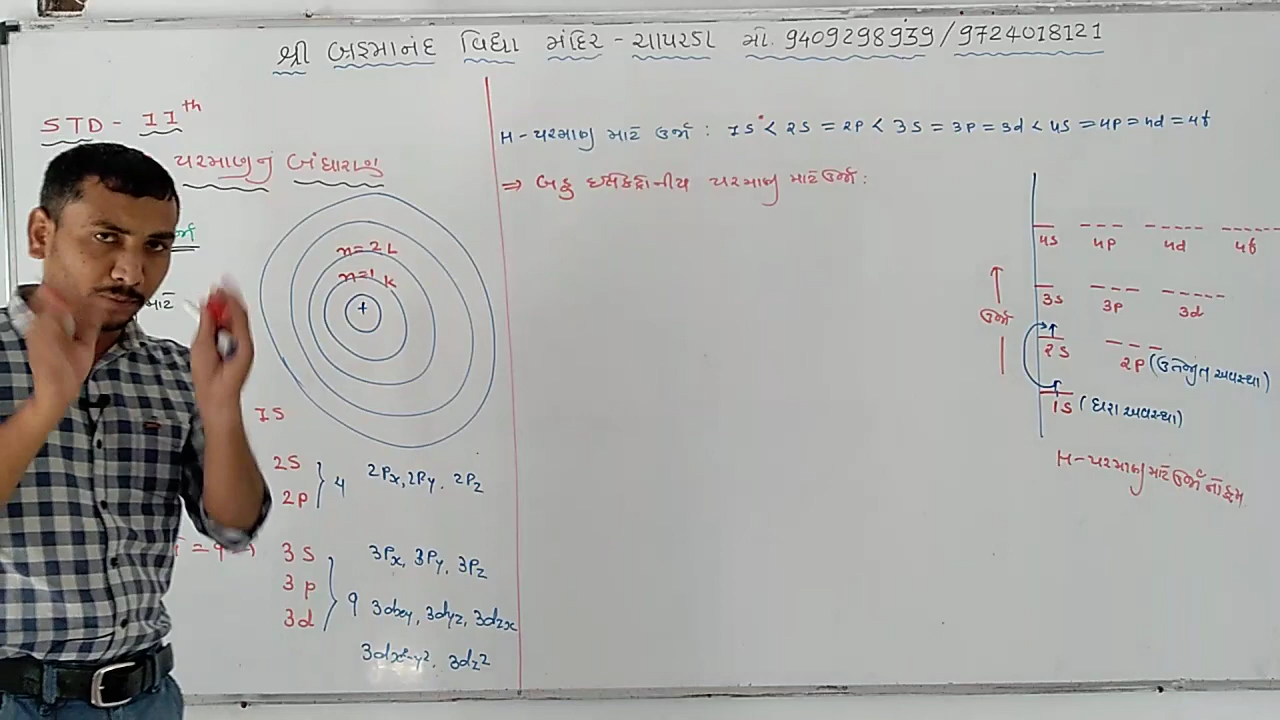 શ્રી બ્રહ્માનંદ વિદ્યા મંદિર - ચાપરડા મો. 9409298939 / 9724018121
STD - 11th
પરમાણુનું બંધારણ
માટે
n=2 L
n=1 K
+
1S
2S
2P
4 2Px, 2Py, 2Pz
3S
3p
3d
9
3Px, 3Py, 3Pz
3dxy, 3dyz, 3dzx
3dx²-y², 3dz²
H-પરમાણુ માટે ઉર્જા : 1S < 2S = 2P < 3S = 3P = 3d < 4S = 4P = 4d = 4f
⇒ બહુ ઇલેક્ટ્રોનીય પરમાણુ માટે ઉર્જા :
4S 4P 4d 4f
3S 3P 3d
ઉર્જા
2S 2P (ઉત્તેજીત અવસ્થા)
1S (ધરા અવસ્થા)
H-પરમાણુ માટે ઉર્જા નો ક્રમ